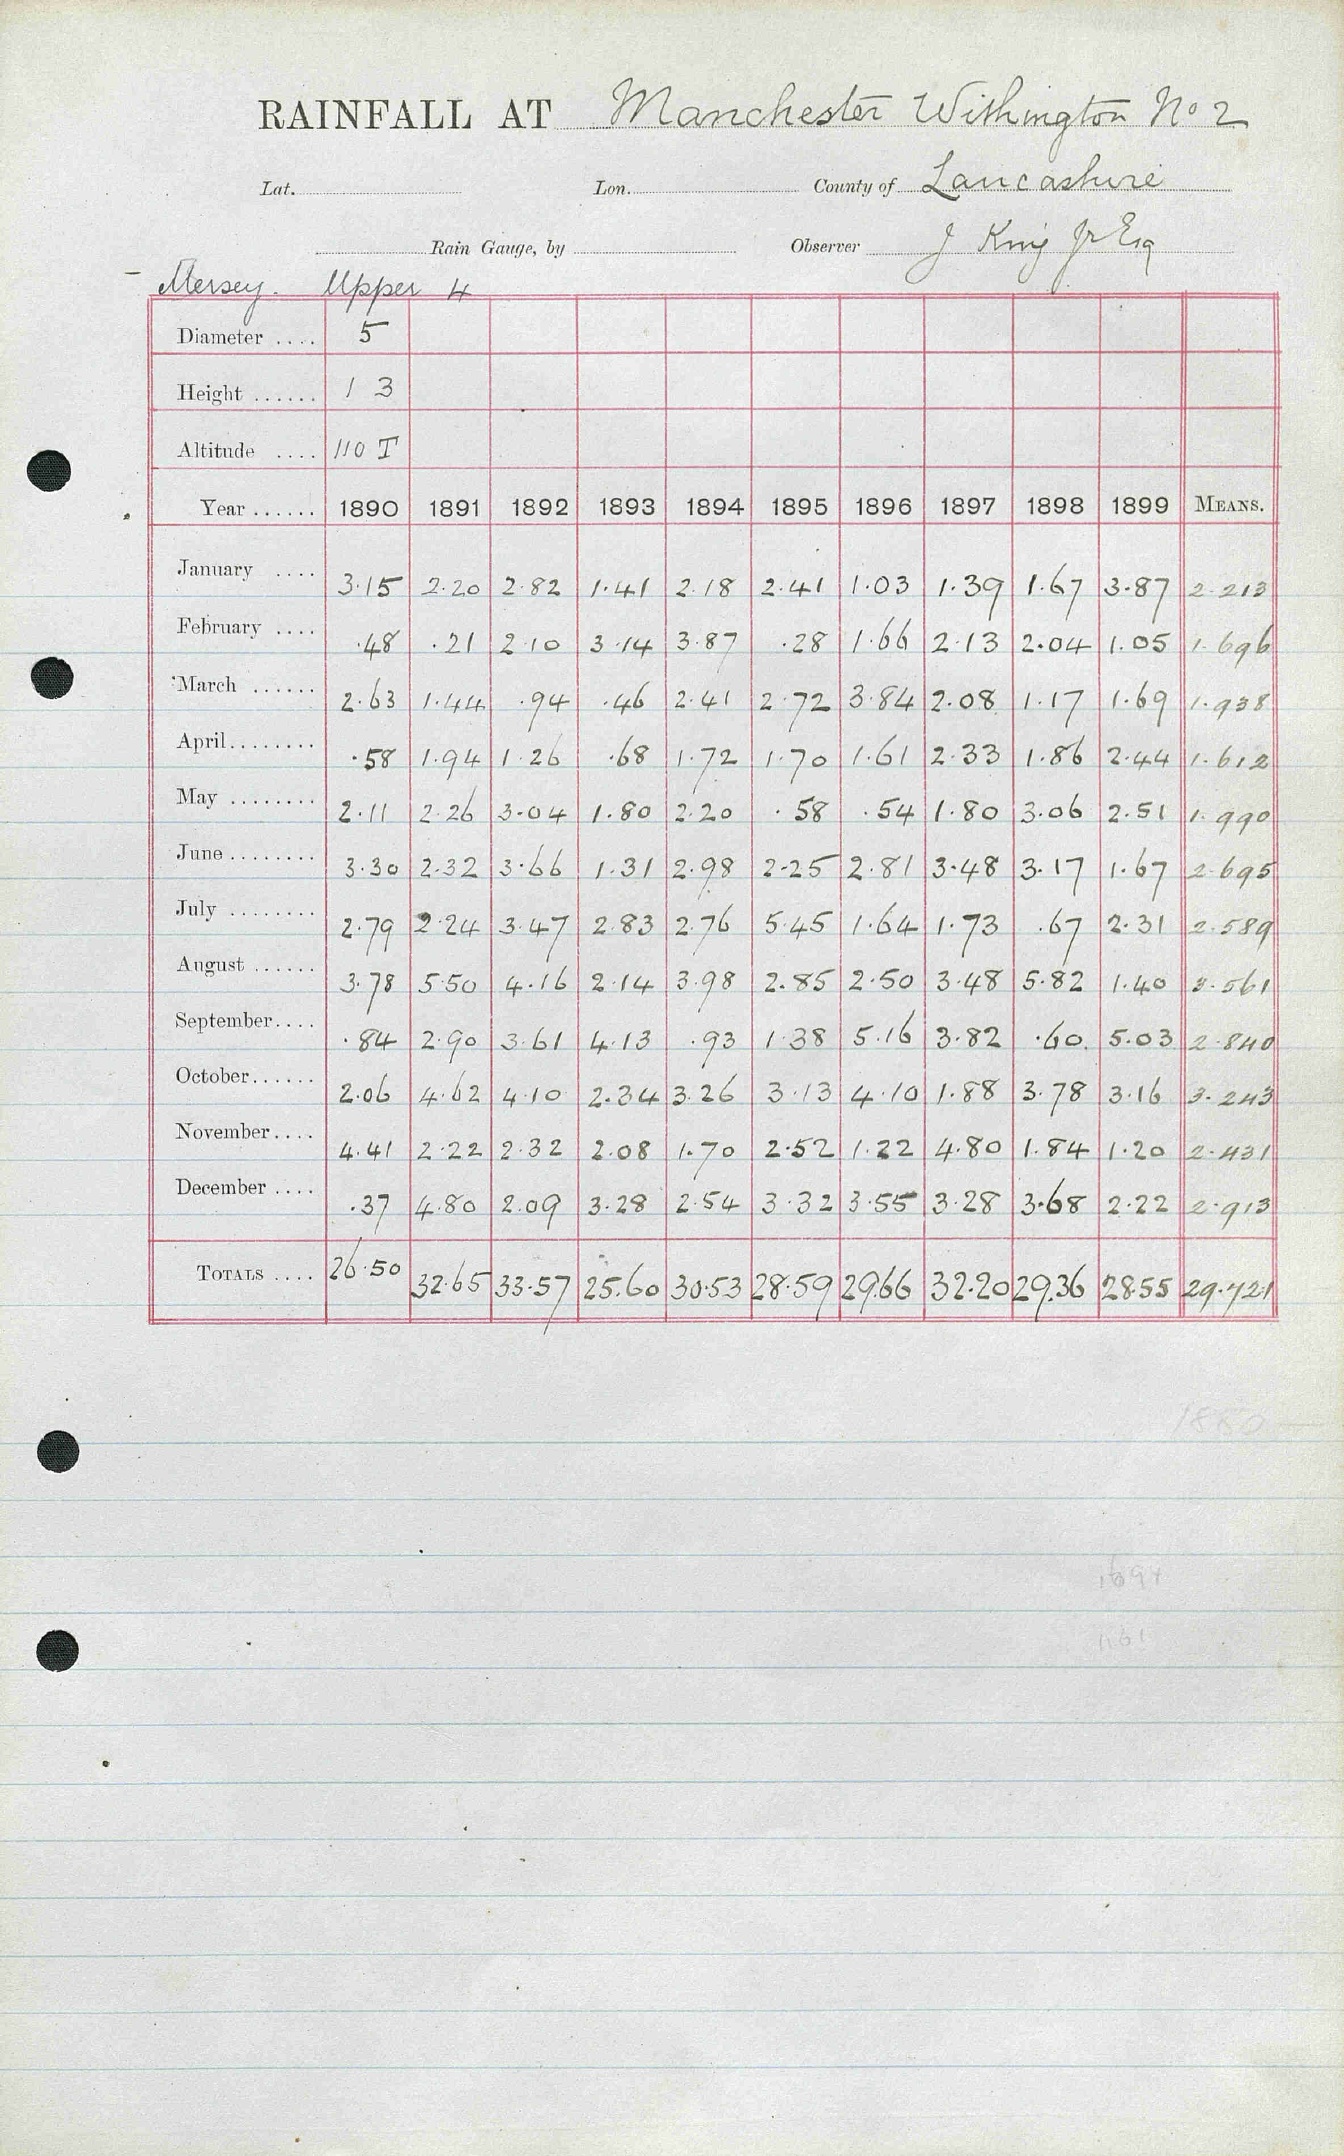 RAINFALL AT Manchester Withington No 2
Lat. Lon. County of Lancashire
Rain Gauge, by Observer J King Jr Esq
Mersey. Upper 4
Diameter .... 5
Height ...... 1 3
Altitude .... 110 T
Year ...... 1890 1891 1892 1893 1894 1895 1896 1897 1898 1899 MEANS.
January .... 3.15 2.20 2.82 1.41 2.18 2.41 1.03 1.39 1.67 3.87 2.213
February .... .48 .21 2.10 3.14 3.87 .28 1.66 2.13 2.04 1.05 1.696
March ...... 2.63 1.44 .94 .46 2.41 2.72 3.84 2.08 1.17 1.69 1.938
April........ .58 1.94 1.26 .68 1.72 1.70 1.61 2.33 1.86 2.44 1.612
May ........ 2.11 2.26 3.04 1.80 2.20 .58 .54 1.80 3.06 2.51 1.990
June ........ 3.30 2.32 3.66 1.31 2.98 2.25 2.81 3.48 3.17 1.67 2.695
July ........ 2.79 2.24 3.47 2.83 2.76 5.45 1.64 1.73 .67 2.31 2.589
August ...... 3.78 5.50 4.16 2.14 3.98 2.85 2.50 3.48 5.82 1.40 3.561
September.... .84 2.90 3.61 4.13 .93 1.38 5.16 3.82 .60 5.03 2.840
October...... 2.06 4.62 4.10 2.34 3.26 3.13 4.10 1.88 3.78 3.16 3.243
November.... 4.41 2.22 2.32 2.08 1.70 2.52 1.22 4.80 1.84 1.20 2.431
December .... .37 4.80 2.09 3.28 2.54 3.32 3.55 3.28 3.68 2.22 2.913
TOTALS .... 26.50 32.65 33.57 25.60 30.53 28.59 29.66 32.20 29.36 28.55 29.721
1880 —